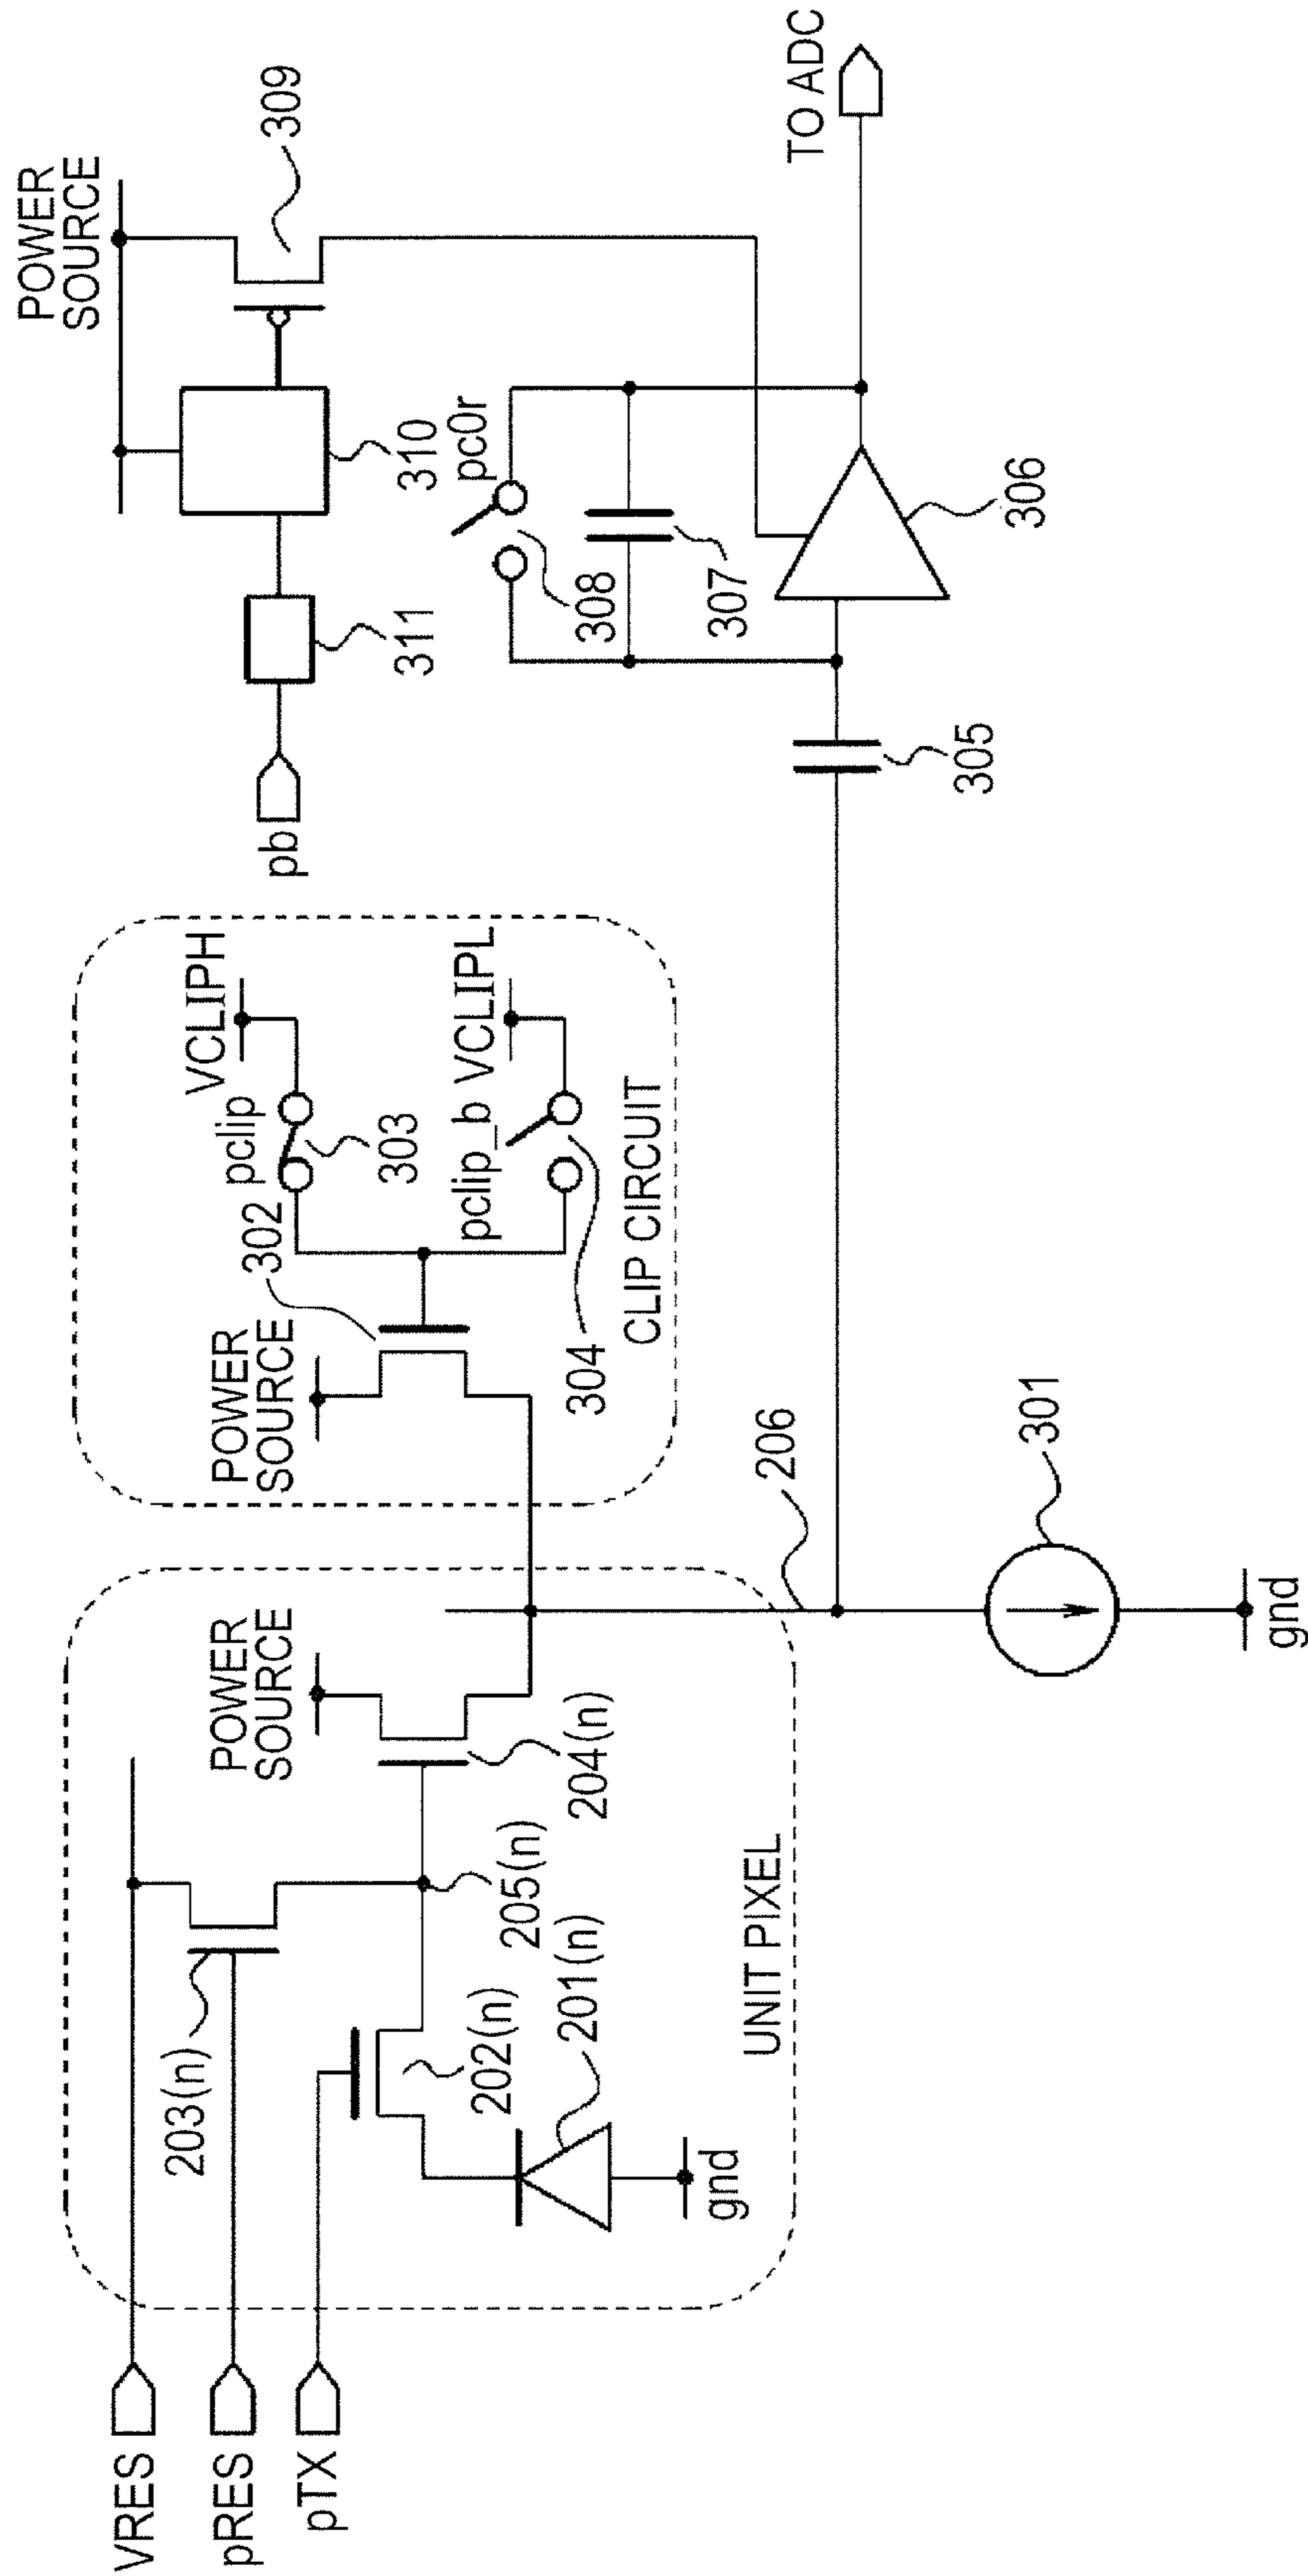 VRES
pRES
pTX
203(n)
202(n)
201(n)
gnd
205(n)
204(n)
POWER
SOURCE
UNIT PIXEL
POWER
SOURCE
302
pclip
VCLIPH
303
pclip_b
VCLIPL
304
CLIP CIRCUIT
206
301
gnd
pb
311
310
POWER
SOURCE
309
pc0r
308
307
305
306
TO ADC